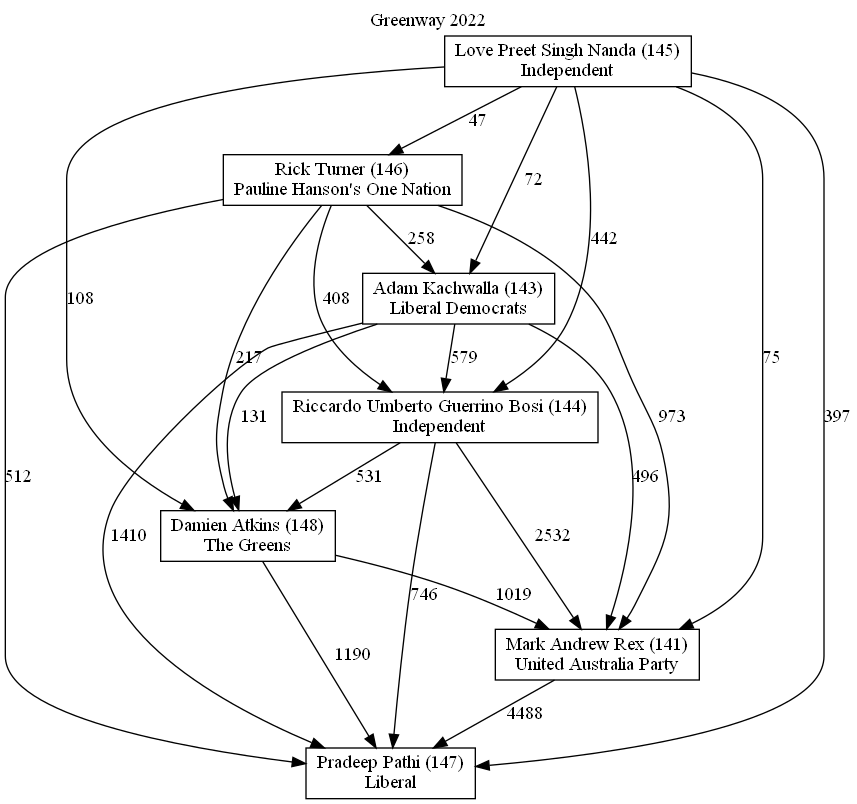 Greenway 2022
Love Preet Singh Nanda (145)
Independent
47
Rick Turner (146)
Pauline Hanson's One Nation
72
442
258
Adam Kachwalla (143)
Liberal Democrats
108
408
217
579
75
131
Riccardo Umberto Guerrino Bosi (144)
Independent
973
397
512
531
496
Damien Atkins (148)
The Greens
1410
2532
746
1019
Mark Andrew Rex (141)
United Australia Party
1190
4488
Pradeep Pathi (147)
Liberal